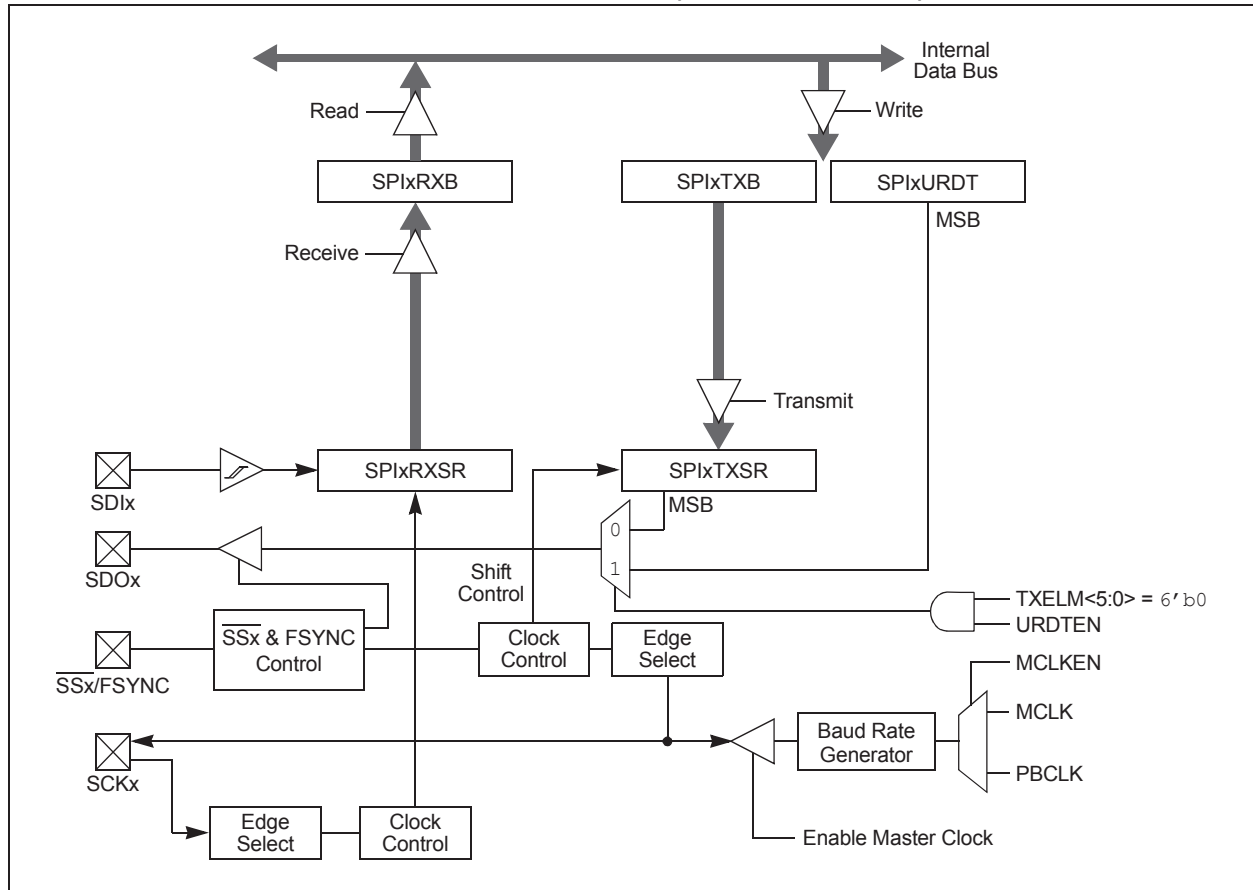 Internal
Data Bus
Read
Write
SPIxRXB
SPIxTXB
SPIxURDT
MSB
Receive
Transmit
SDIx
SPIxRXSR
SPIxTXSR
MSB
0
1
SDOx
Shift
Control
TXELM<5:0> = 6'b0
URDTEN
SSx & FSYNC
Control
Clock
Control
Edge
Select
SSx/FSYNC
MCLKEN
MCLK
Baud Rate
Generator
PBCLK
SCKx
Edge
Select
Clock
Control
Enable Master Clock